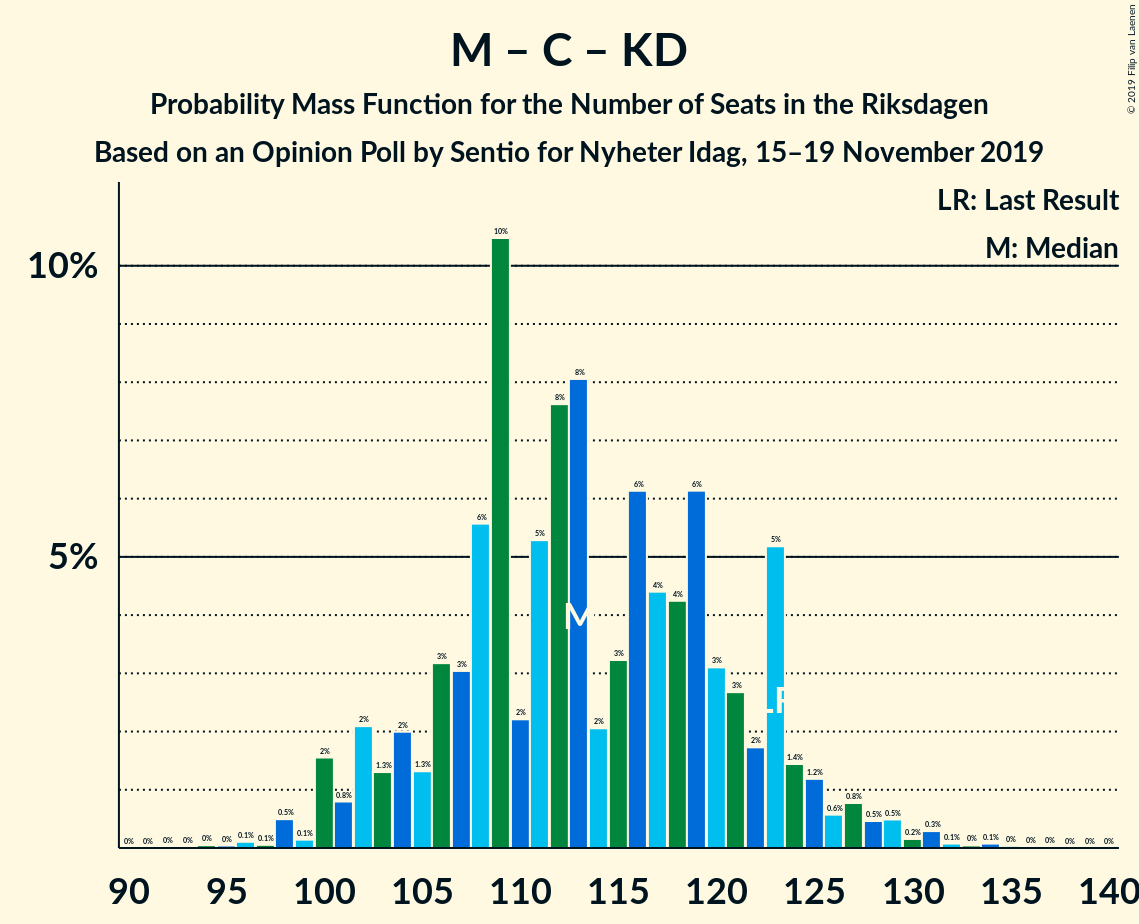 M – C – KD
Probability Mass Function for the Number of Seats in the Riksdagen
Based on an Opinion Poll by Sentio for Nyheter Idag, 15–19 November 2019
© 2019 Filip van Laenen
LR: Last Result
M: Median
10%
5%
0% 0% 0% 0% 0% 0% 0.1% 0.1% 0.5% 0.1% 2% 0.8% 2% 1.3% 2% 1.3% 3% 3% 6% 10% 2% 5% 8% 8% 2% 3% 6% 4% 4% 6% 3% 3% 2% 5% 1.4% 1.2% 0.6% 0.8% 0.5% 0.5% 0.2% 0.3% 0.1% 0% 0.1% 0% 0% 0% 0% 0% 0%
M
LR
90 95 100 105 110 115 120 125 130 135 140